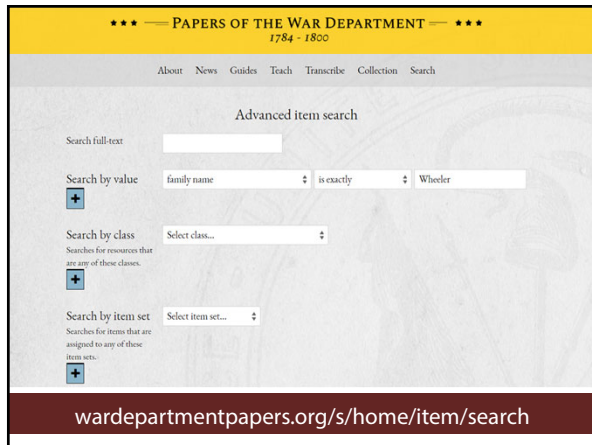 ★★★ PAPERS OF THE WAR DEPARTMENT ★★★
1784 - 1800
About News Guides Teach Transcribe Collection Search
Advanced item search
Search full-text
Search by value family name is exactly Wheeler
+
Search by class Select class...
Searches for resources that
are any of these classes.
+
Search by item set Select item set...
Searches for items that are
assigned to any of these
item sets.
+
wardepartmentpapers.org/s/home/item/search